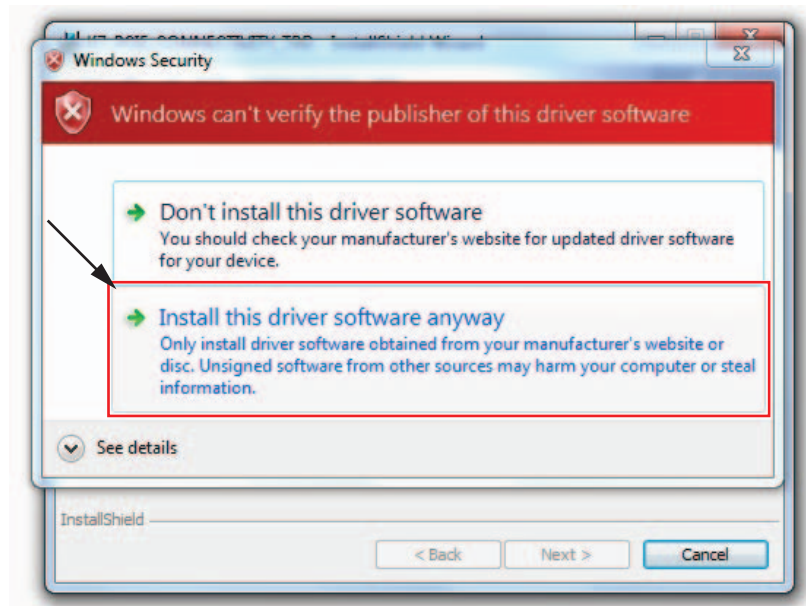 Windows Security
Windows can't verify the publisher of this driver software
Don't install this driver software
You should check your manufacturer's website for updated driver software
for your device.
Install this driver software anyway
Only install driver software obtained from your manufacturer's website or
disc. Unsigned software from other sources may harm your computer or steal
information.
See details
InstallShield
< Back Next > Cancel